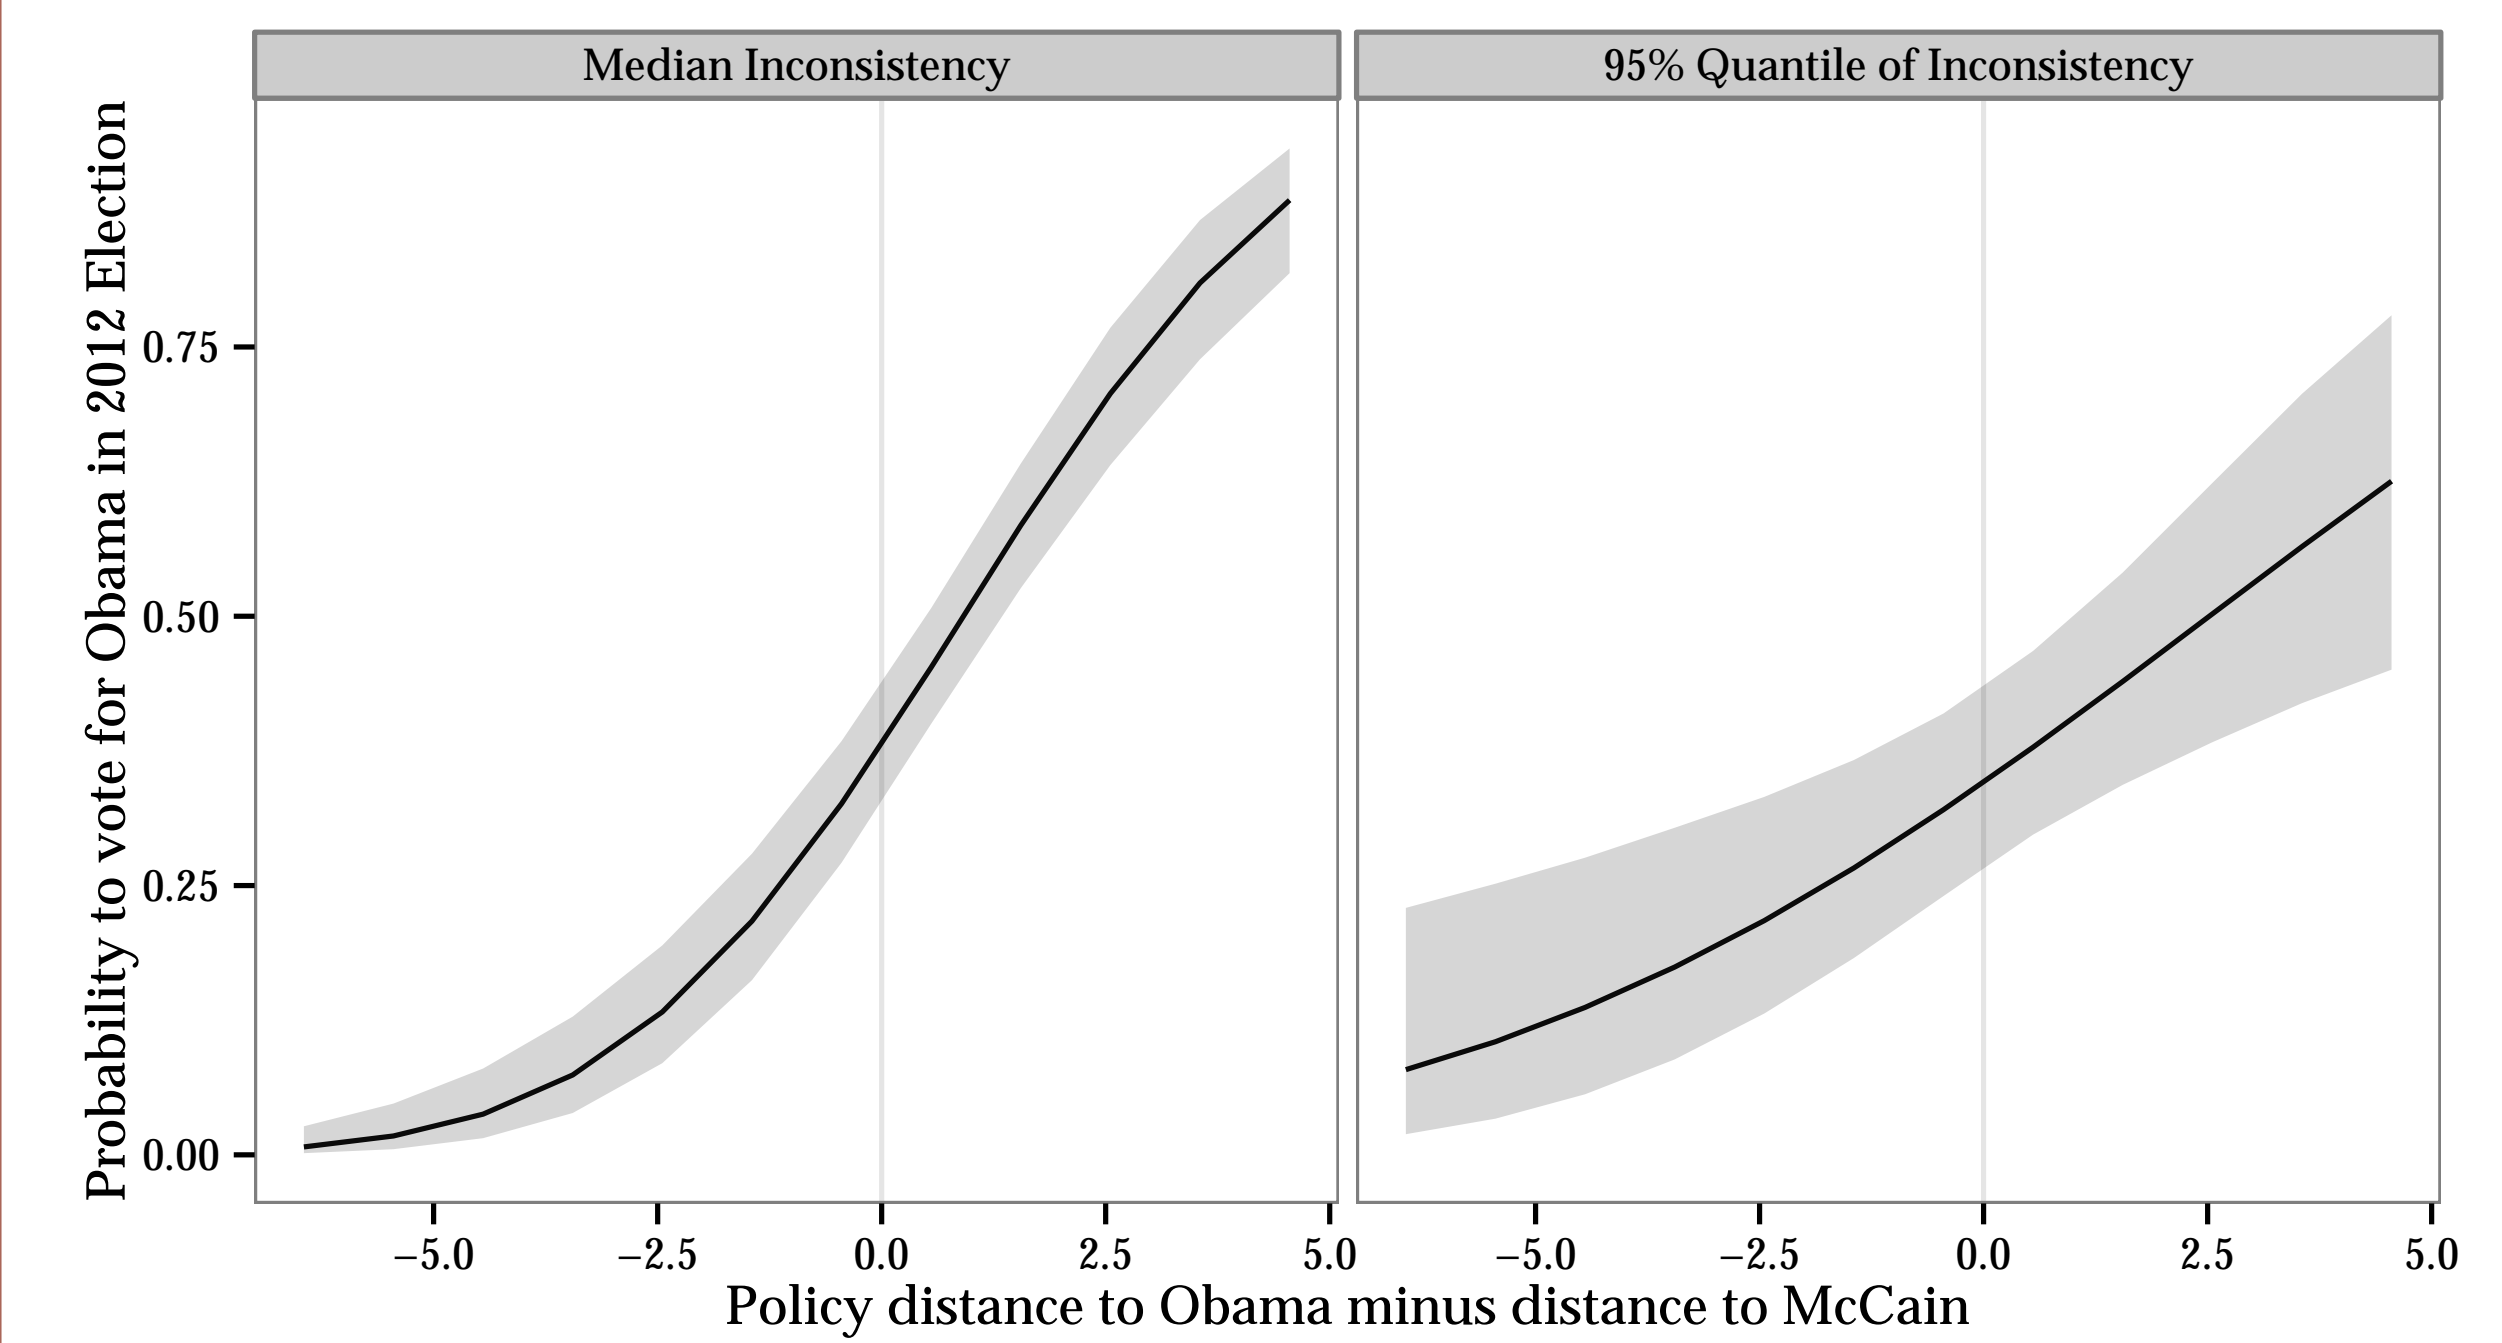 Median Inconsistency
95% Quantile of Inconsistency
Probability to vote for Obama in 2012 Election
0.75
0.50
0.25
0.00
−5.0 −2.5 0.0 2.5 5.0 −5.0 −2.5 0.0 2.5 5.0
Policy distance to Obama minus distance to McCain